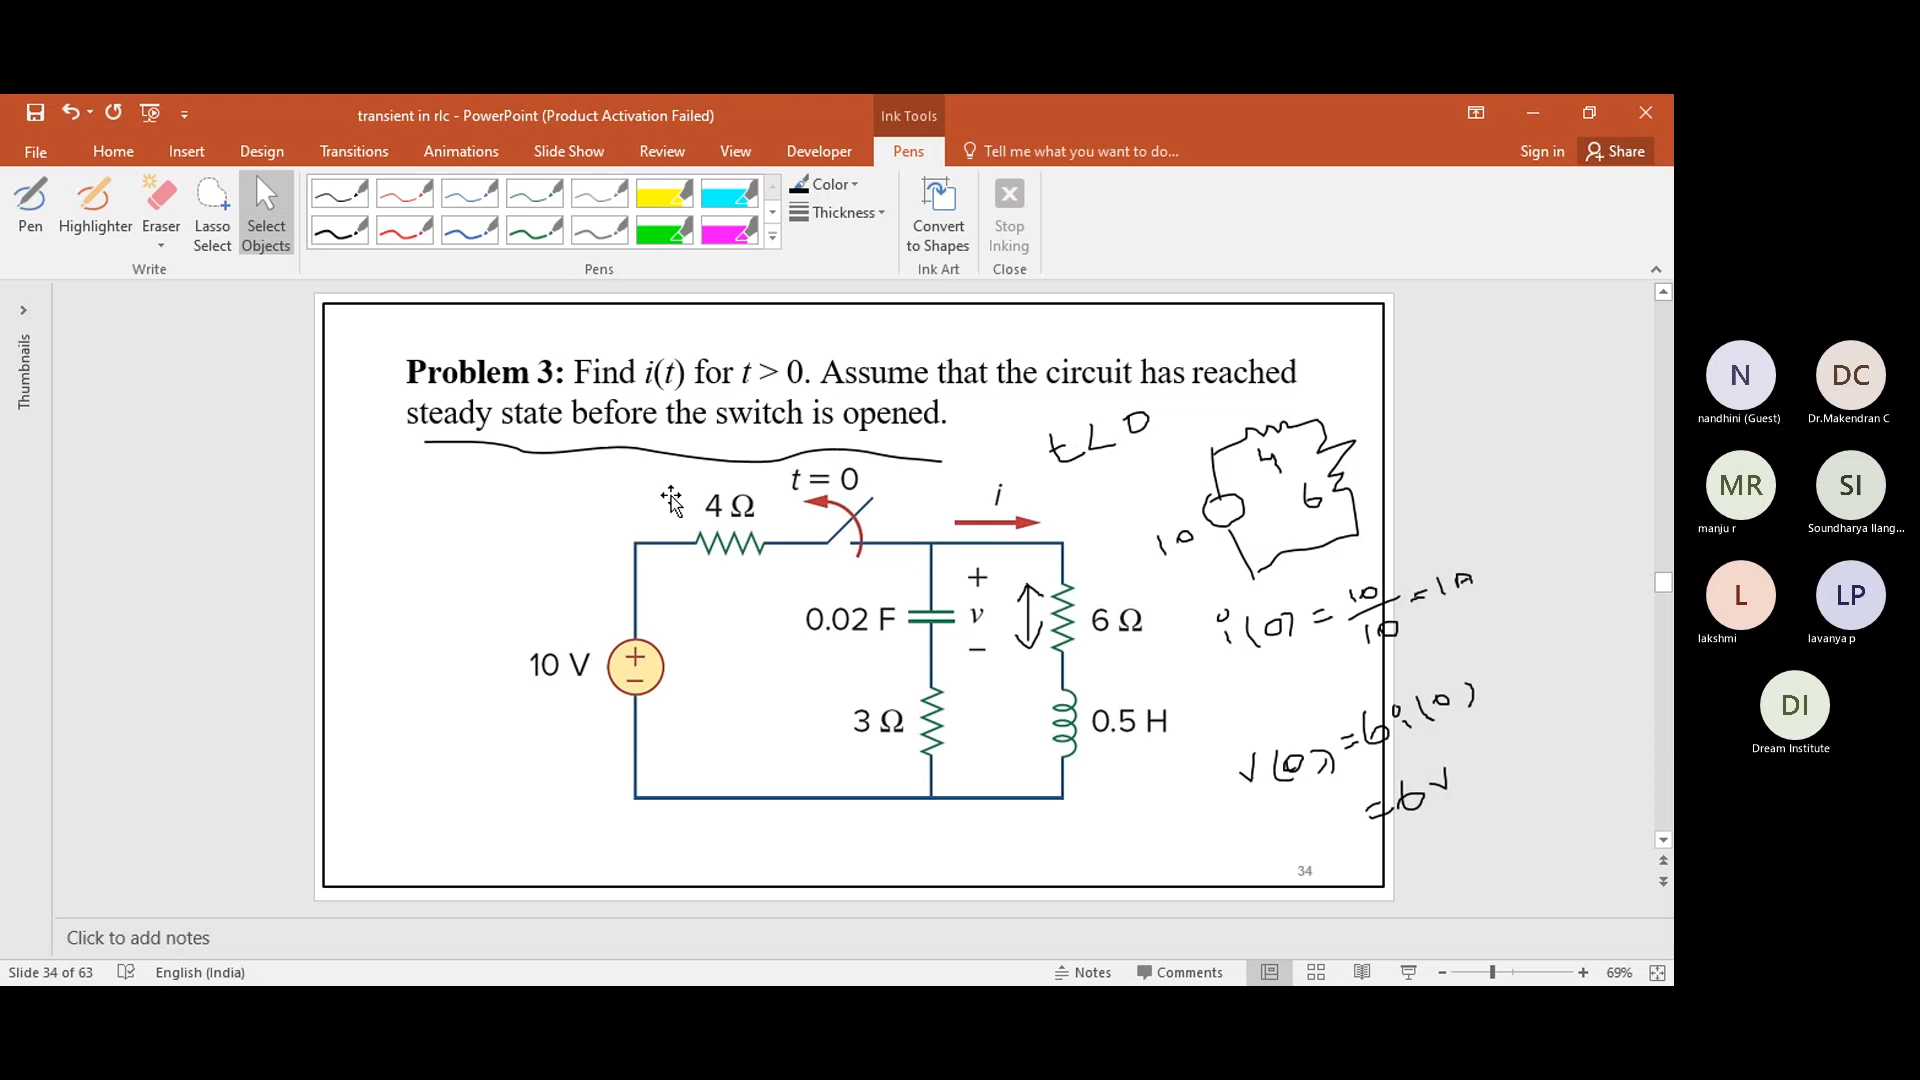 transient in rlc - PowerPoint (Product Activation Failed)
Ink Tools
File Home Insert Design Transitions Animations Slide Show Review View Developer Pens Tell me what you want to do... Sign in Share
Pen Highlighter Eraser Lasso Select Select Objects
Color
Thickness
Convert to Shapes
Stop Inking
Write Pens Ink Art Close
Thumbnails
Problem 3: Find i(t) for t > 0. Assume that the circuit has reached
steady state before the switch is opened.
t < 0
4
6
10
t = 0
4 Ω
i
i(0) = 10/10 = 1A
+
0.02 F
v
−
6 Ω
10 V
+
−
3 Ω
0.5 H
v(0) = 6i(0)
= 6V
34
Click to add notes
Slide 34 of 63 English (India) Notes Comments 69%
N
nandhini (Guest)
DC
Dr.Makendran C
MR
manju r
SI
Soundharya Ilang...
L
lakshmi
LP
lavanya p
DI
Dream Institute